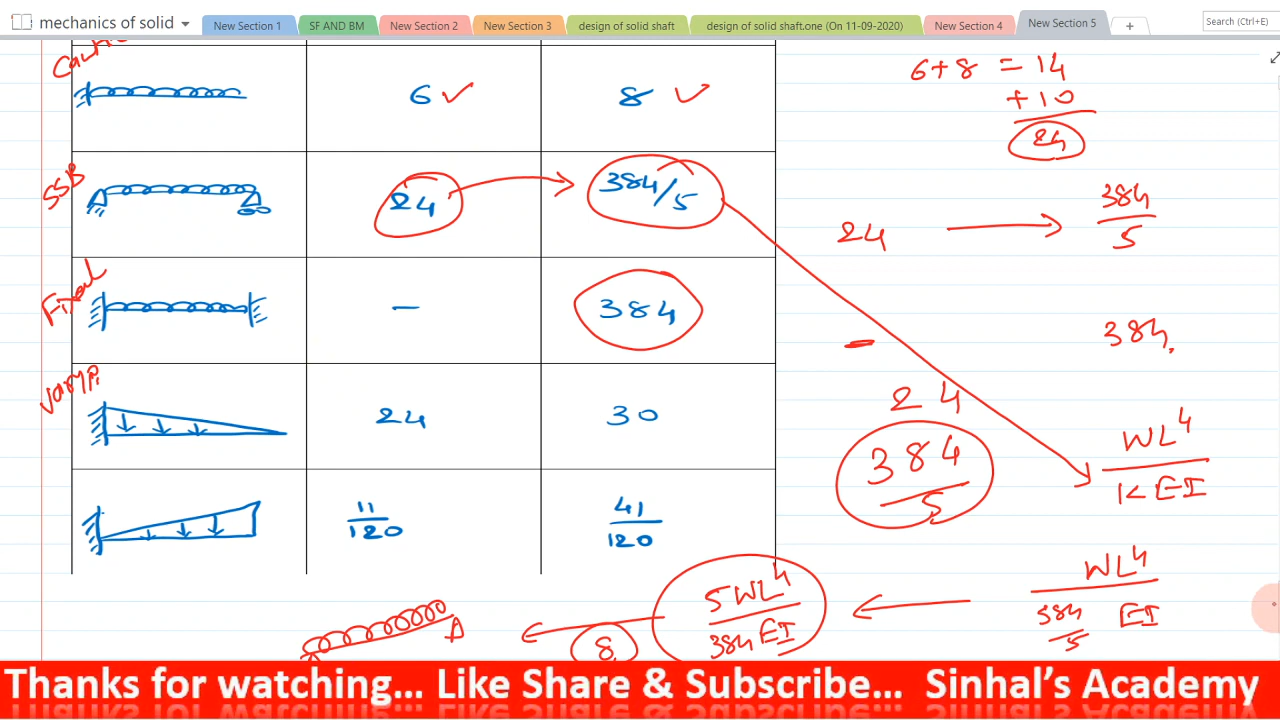 mechanics of solid
New Section 1
SF AND BM
New Section 2
New Section 3
design of solid shaft
design of solid shaft.one (On 11-09-2020)
New Section 4
New Section 5
+
Search (Ctrl+E)
6 ✓ 8 ✓
SSB 24 → 384/5
Fixed - 384
24 30
11/120 41/120
6+8 = 14
+10
24
24 → 384/5
384
-
24
384/5
WL⁴/KEI
WL⁴/(384/5 EI)
← 5WL⁴/384EI ←
8
Thanks for watching... Like Share & Subscribe... Sinhal's Academy